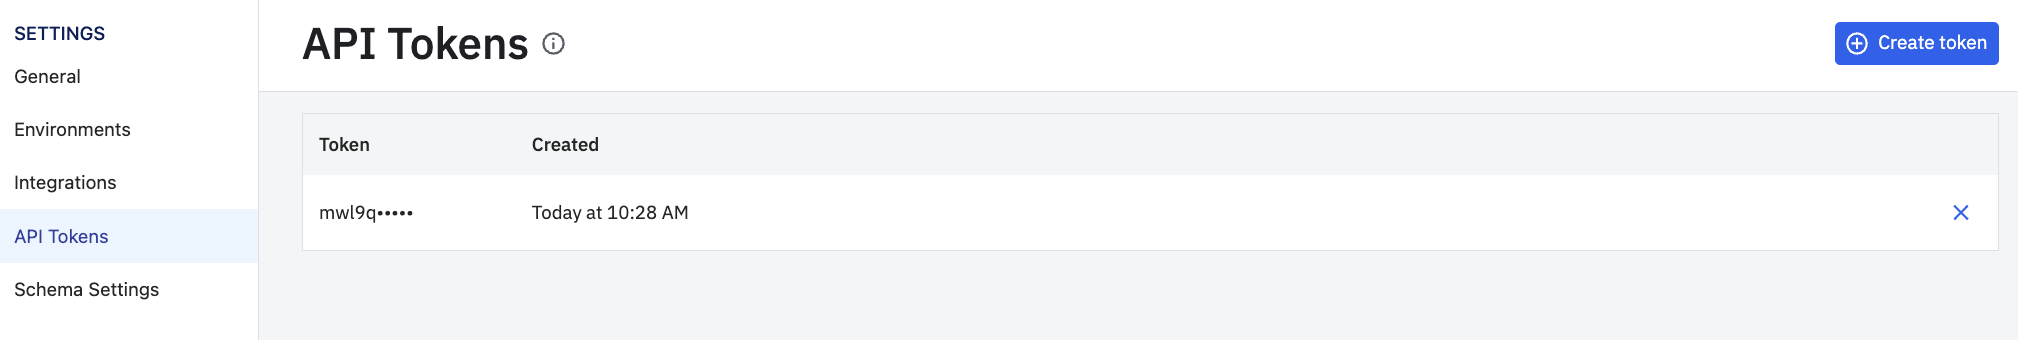 SETTINGS
General
Environments
Integrations
API Tokens
Schema Settings
API Tokens
Create token
Token Created
mwl9q••••• Today at 10:28 AM